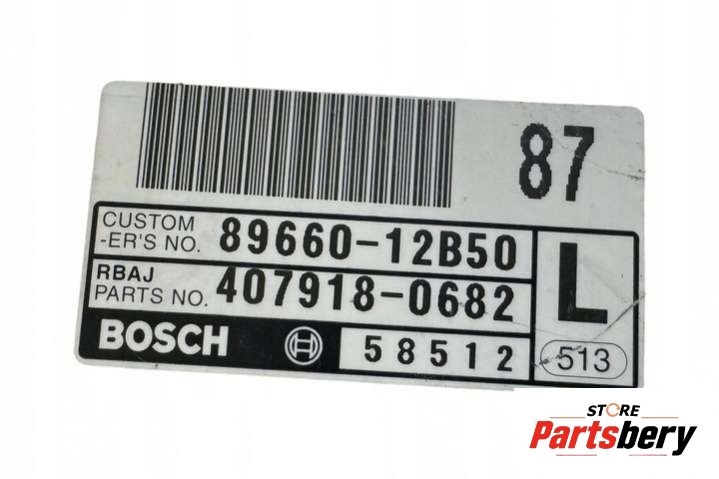 87
CUSTOM
-ER'S NO. 89660-12B50
L
RBAJ
PARTS NO. 407918-0682
BOSCH 58512
513
STORE
Partsbery